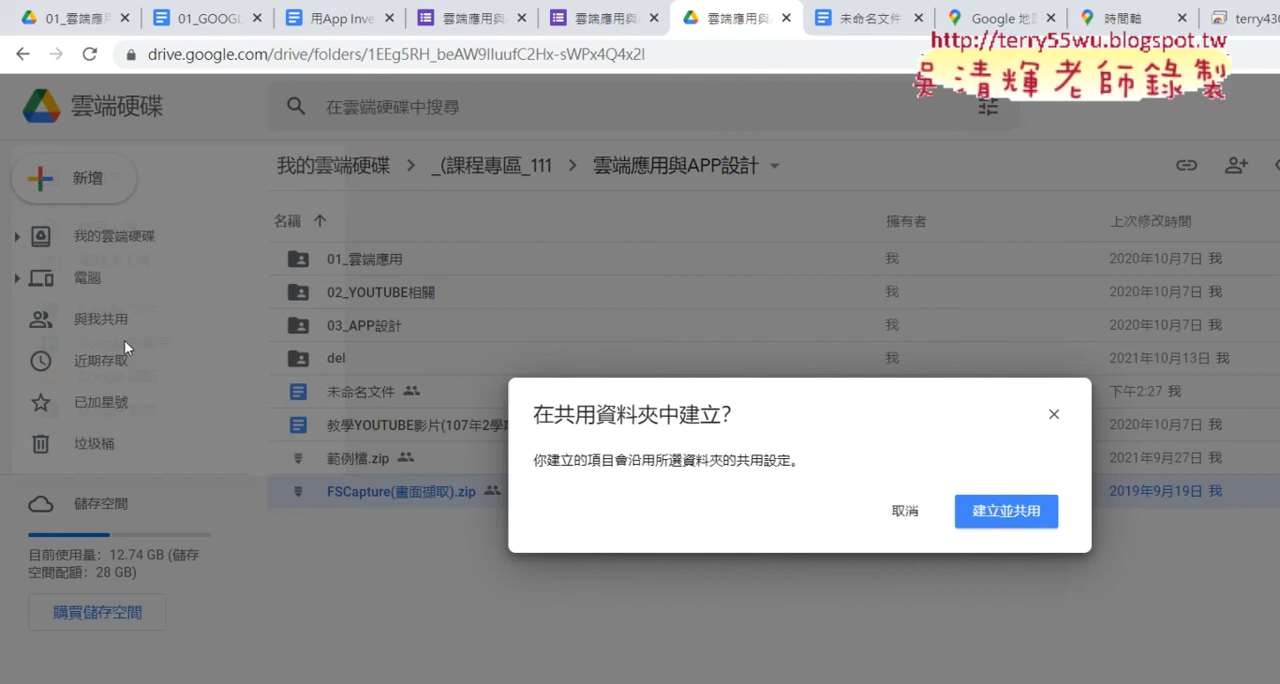 01_雲端應用
01_GOOGL
用App Inve
雲端應用與A
雲端應用與A
雲端應用與A
未命名文件
Google 地圖
時間軸
terry430
drive.google.com/drive/folders/1EEg5RH_beAW9IIuufC2Hx-sWPx4Q4x2I
http://terry55wu.blogspot.tw
吳清輝老師錄製
雲端硬碟
在雲端硬碟中搜尋
新增
我的雲端硬碟 > _(課程專區_111 > 雲端應用與APP設計
名稱 擁有者 上次修改時間
我的雲端硬碟
電腦
與我共用
近期存取
已加星號
垃圾桶
儲存空間
目前使用量: 12.74 GB (儲存
空間配額: 28 GB)
購買儲存空間
01_雲端應用 我 2020年10月7日 我
02_YOUTUBE相關 我 2020年10月7日 我
03_APP設計 我 2020年10月7日 我
del 我 2021年10月13日 我
未命名文件 下午2:27 我
教學YOUTUBE影片(107年2學期 2020年10月7日 我
範例檔.zip 2021年9月27日 我
FSCapture(畫面擷取).zip 2019年9月19日 我
在共用資料夾中建立?
你建立的項目會沿用所選資料夾的共用設定。
取消
建立並共用